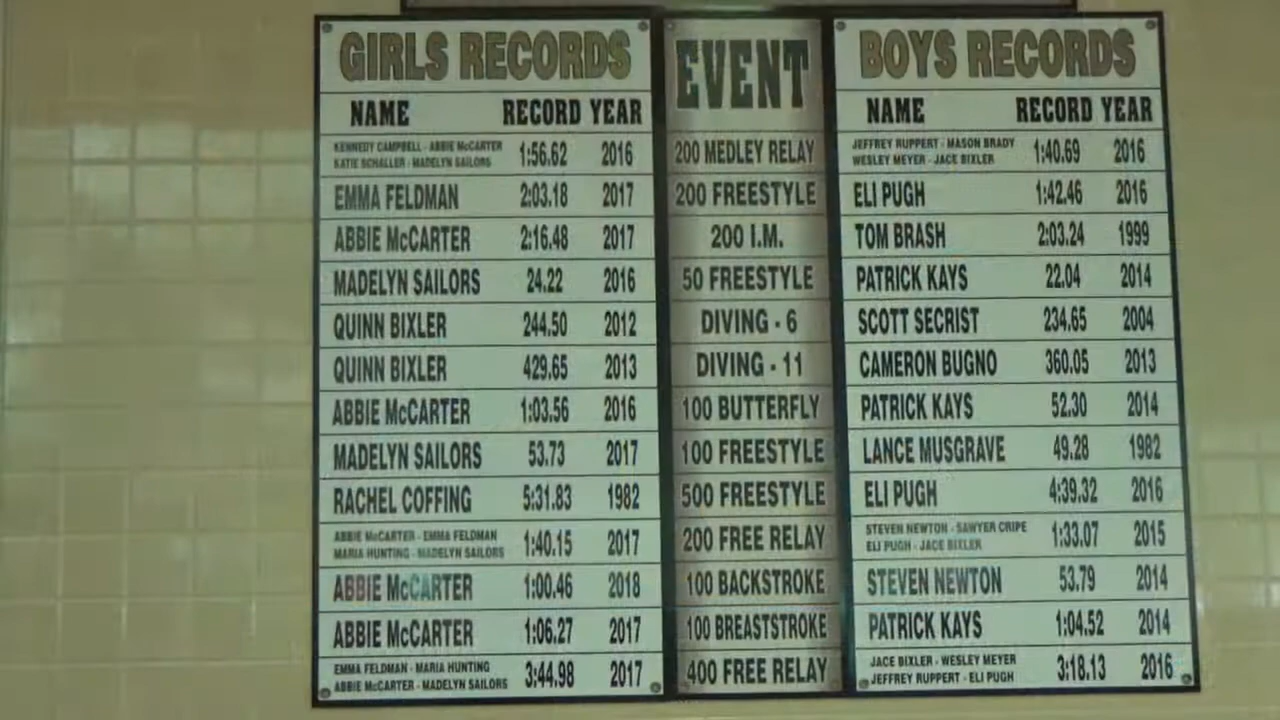 GIRLS RECORDS EVENT BOYS RECORDS
NAME RECORD YEAR NAME RECORD YEAR
KENNEDY CAMPBELL - ABBIE McCARTER JEFFREY RUPPERT - MASON BRADY
KATIE SCHALLER - MADELYN SAILORS 1:56.62 2016 200 MEDLEY RELAY WESLEY MEYER - JACE BIXLER 1:40.69 2016
EMMA FELDMAN 2:03.18 2017 200 FREESTYLE ELI PUGH 1:42.46 2016
ABBIE McCARTER 2:16.48 2017 200 I.M. TOM BRASH 2:03.24 1999
MADELYN SAILORS 24.22 2016 50 FREESTYLE PATRICK KAYS 22.04 2014
QUINN BIXLER 244.50 2012 DIVING - 6 SCOTT SECRIST 234.65 2004
QUINN BIXLER 429.65 2013 DIVING - 11 CAMERON BUGNO 360.05 2013
ABBIE McCARTER 1:03.56 2016 100 BUTTERFLY PATRICK KAYS 52.30 2014
MADELYN SAILORS 53.73 2017 100 FREESTYLE LANCE MUSGRAVE 49.28 1982
RACHEL COFFING 5:31.83 1982 500 FREESTYLE ELI PUGH 4:39.32 2016
ABBIE McCARTER - EMMA FELDMAN STEVEN NEWTON - SAWYER CRIPE
MARIA HUNTING - MADELYN SAILORS 1:40.15 2017 200 FREE RELAY ELI PUGH - JACE BIXLER 1:33.07 2015
ABBIE McCARTER 1:00.46 2018 100 BACKSTROKE STEVEN NEWTON 53.79 2014
ABBIE McCARTER 1:06.27 2017 100 BREASTSTROKE PATRICK KAYS 1:04.52 2014
EMMA FELDMAN - MARIA HUNTING JACE BIXLER - WESLEY MEYER
ABBIE McCARTER - MADELYN SAILORS 3:44.98 2017 400 FREE RELAY JEFFREY RUPPERT - ELI PUGH 3:18.13 2016